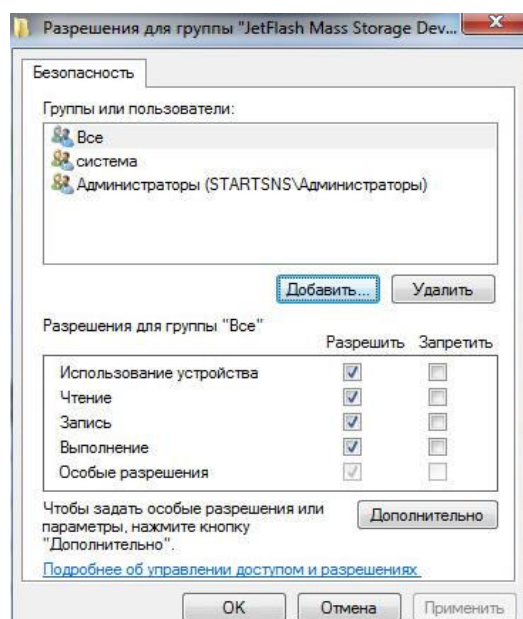 Разрешения для группы "JetFlash Mass Storage Dev...
Безопасность
Группы или пользователи:
Все
система
Администраторы (STARTSNS\Администраторы)
Добавить... Удалить
Разрешения для группы "Все"
Разрешить Запретить
Использование устройства
Чтение
Запись
Выполнение
Особые разрешения
Чтобы задать особые разрешения или
параметры, нажмите кнопку
"Дополнительно".
Дополнительно
Подробнее об управлении доступом и разрешениях
ОК Отмена Применить